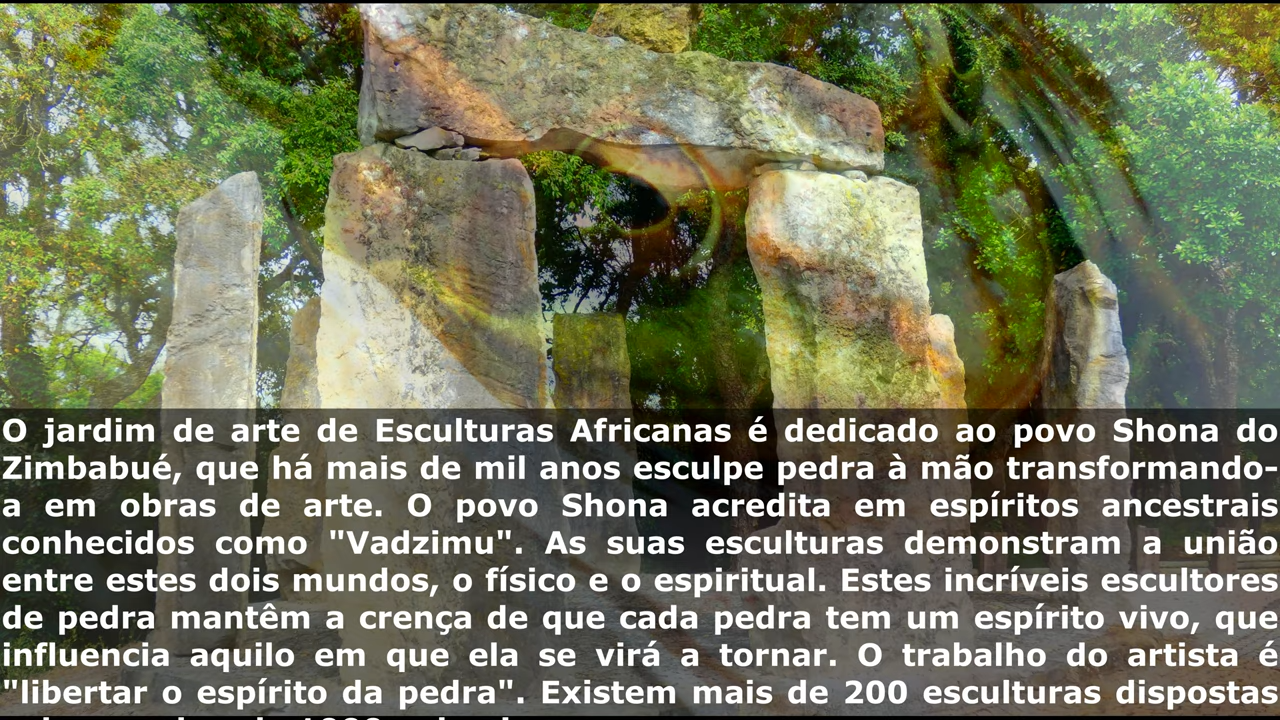 O jardim de arte de Esculturas Africanas é dedicado ao povo Shona do
Zimbabué, que há mais de mil anos esculpe pedra à mão transformando-
a em obras de arte. O povo Shona acredita em espíritos ancestrais
conhecidos como "Vadzimu". As suas esculturas demonstram a união
entre estes dois mundos, o físico e o espiritual. Estes incríveis escultores
de pedra mantêm a crença de que cada pedra tem um espírito vivo, que
influencia aquilo em que ela se virá a tornar. O trabalho do artista é
"libertar o espírito da pedra". Existem mais de 200 esculturas dispostas